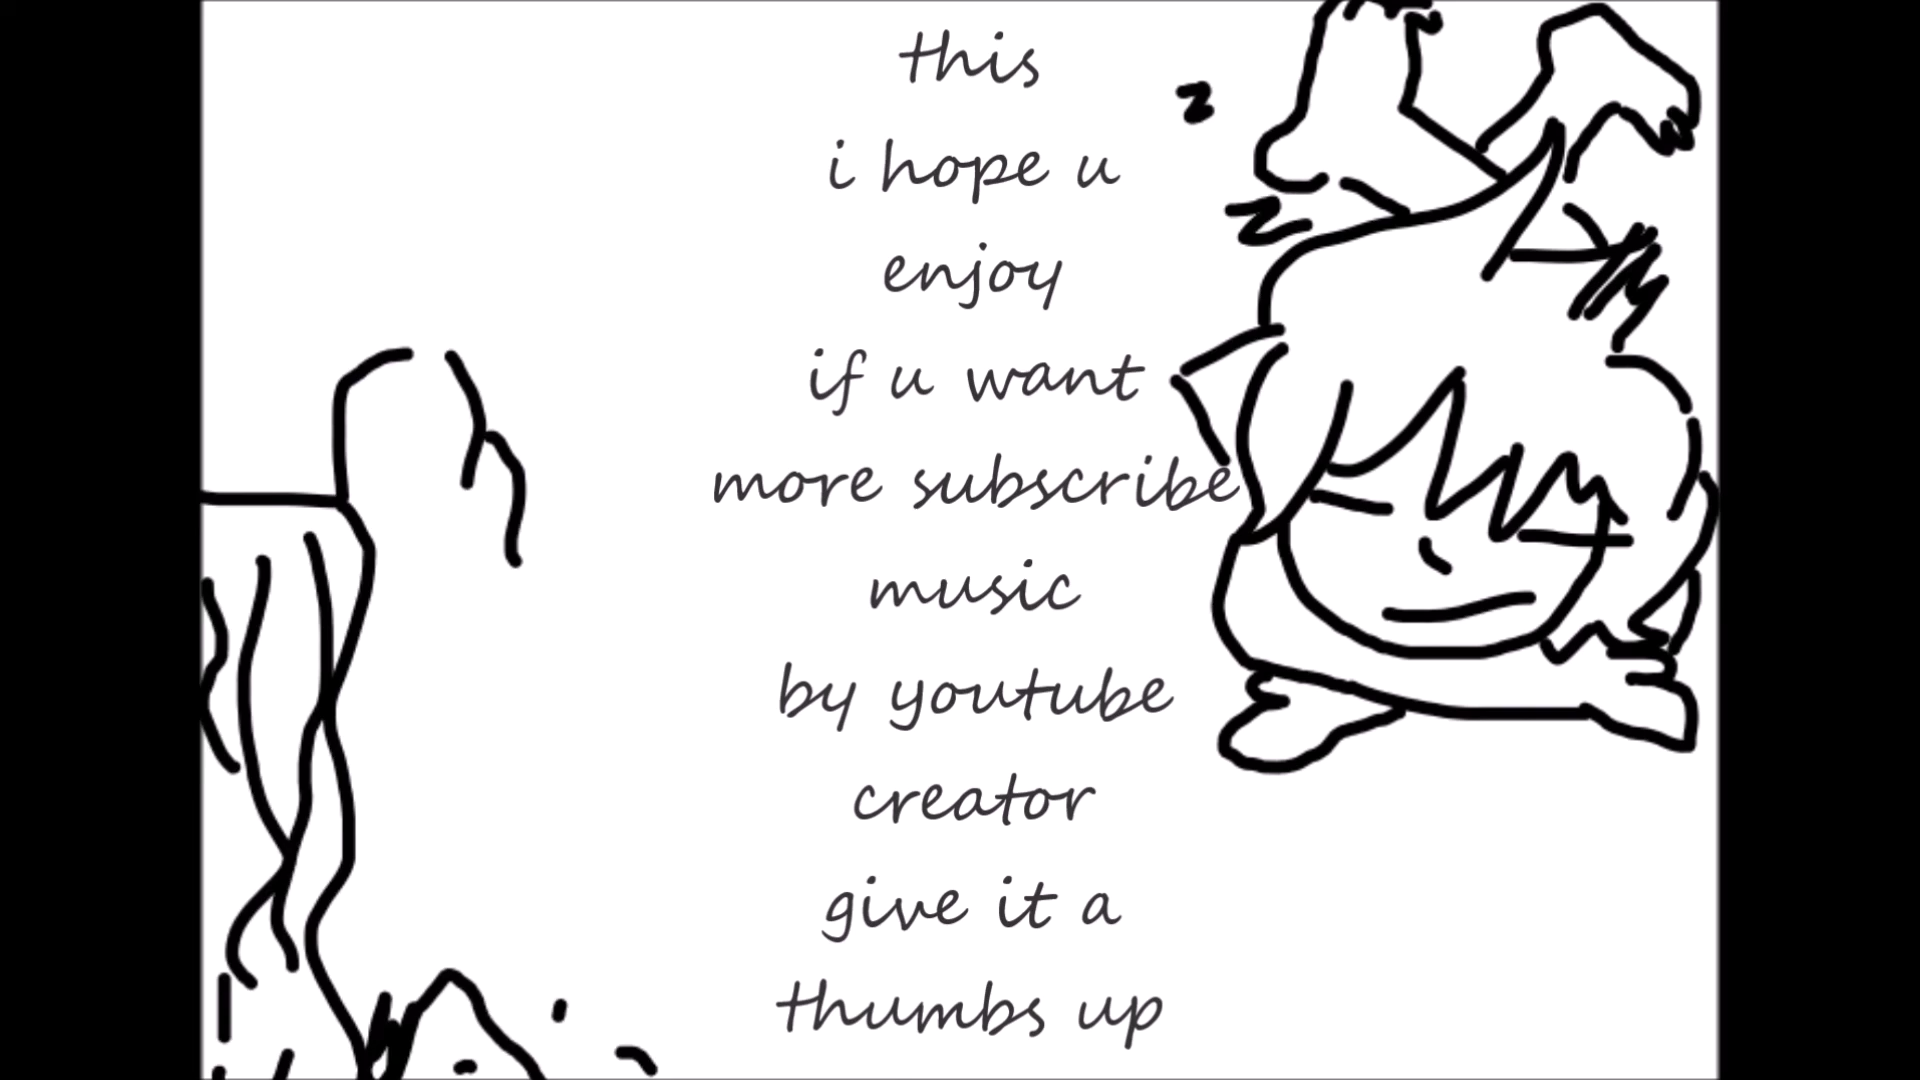 this
i hope u
enjoy
if u want
more subscribe
music
by youtube
creator
give it a
thumbs up
z
z